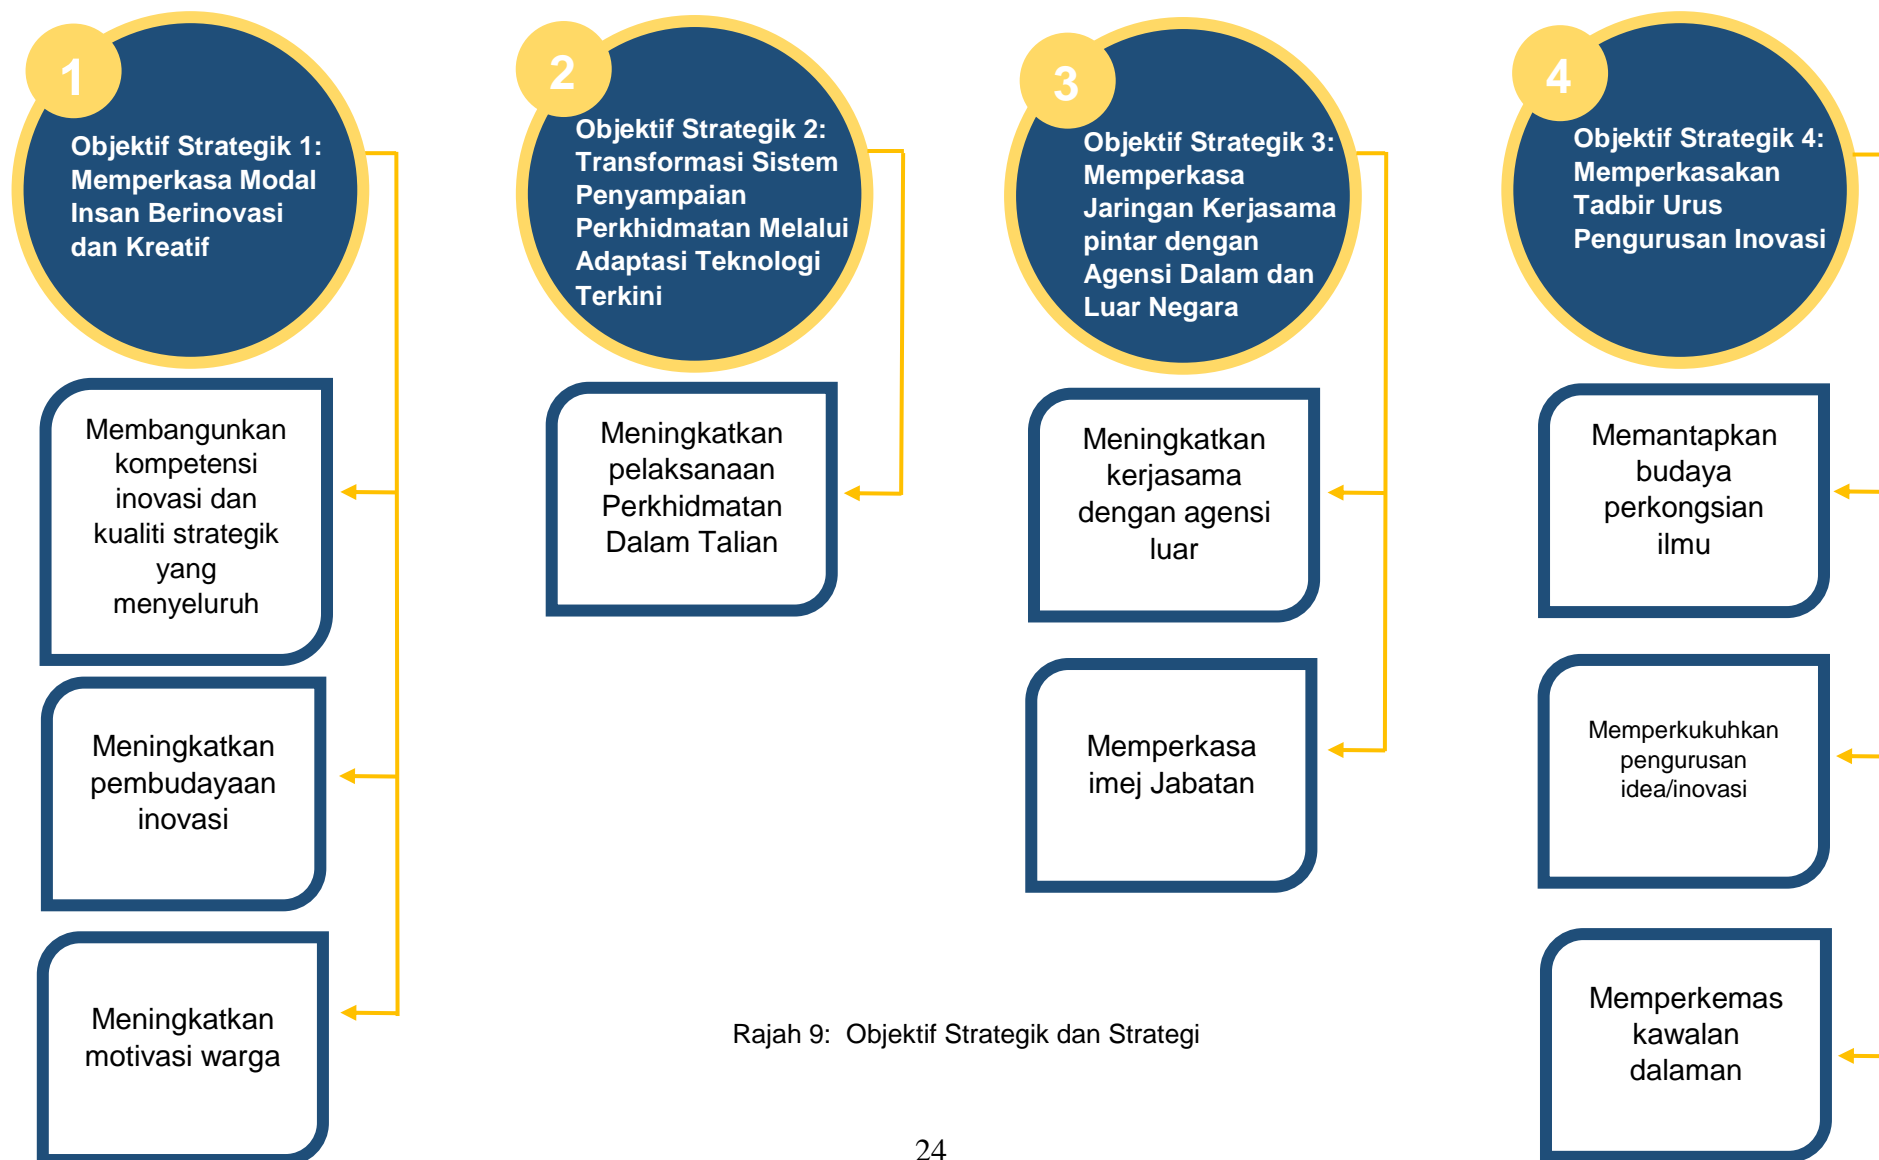 1
Objektif Strategik 1:
Memperkasa Modal
Insan Berinovasi
dan Kreatif
Membangunkan
kompetensi
inovasi dan
kualiti strategik
yang
menyeluruh
Meningkatkan
pembudayaan
inovasi
Meningkatkan
motivasi warga
2
Objektif Strategik 2:
Transformasi Sistem
Penyampaian
Perkhidmatan Melalui
Adaptasi Teknologi
Terkini
Meningkatkan
pelaksanaan
Perkhidmatan
Dalam Talian
3
Objektif Strategik 3:
Memperkasa
Jaringan Kerjasama
pintar dengan
Agensi Dalam dan
Luar Negara
Meningkatkan
kerjasama
dengan agensi
luar
Memperkasa
imej Jabatan
4
Objektif Strategik 4:
Memperkasakan
Tadbir Urus
Pengurusan Inovasi
Memantapkan
budaya
perkongsian
ilmu
Memperkukuhkan
pengurusan
idea/inovasi
Memperkemas
kawalan
dalaman
Rajah 9:  Objektif Strategik dan Strategi
24